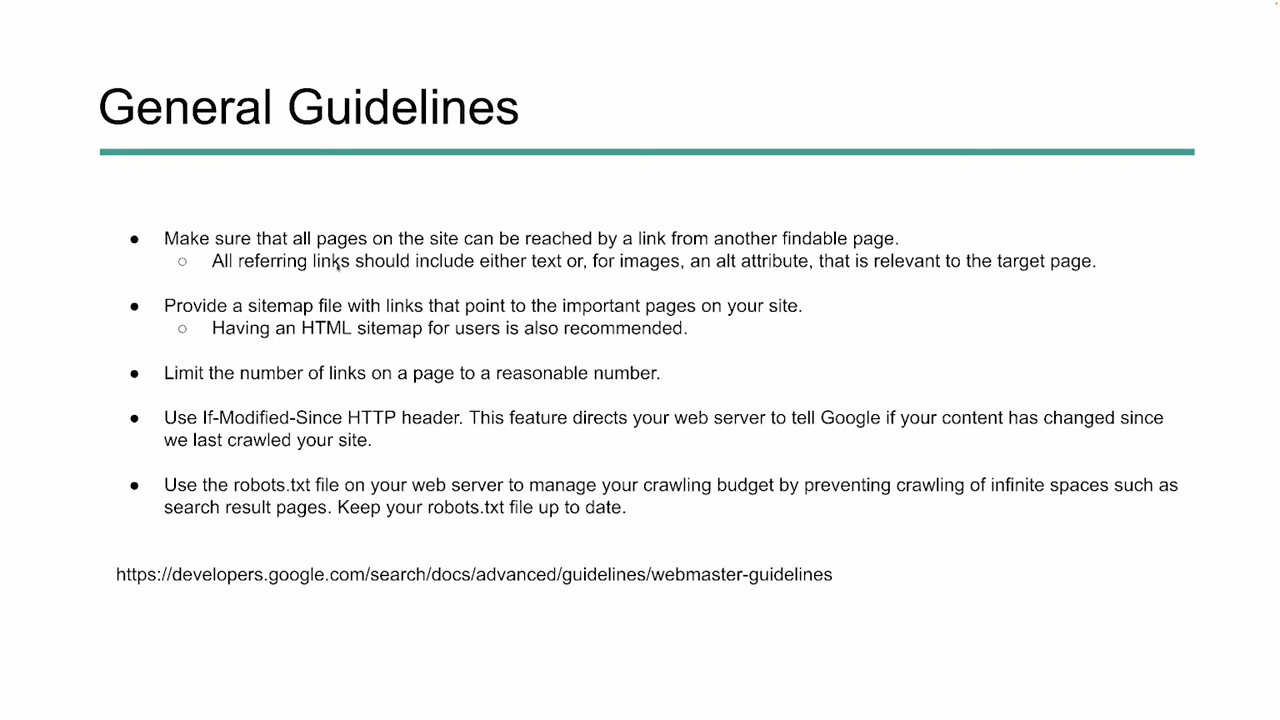 General Guidelines
● Make sure that all pages on the site can be reached by a link from another findable page.
○ All referring links should include either text or, for images, an alt attribute, that is relevant to the target page.
● Provide a sitemap file with links that point to the important pages on your site.
○ Having an HTML sitemap for users is also recommended.
● Limit the number of links on a page to a reasonable number.
● Use If-Modified-Since HTTP header. This feature directs your web server to tell Google if your content has changed since
we last crawled your site.
● Use the robots.txt file on your web server to manage your crawling budget by preventing crawling of infinite spaces such as
search result pages. Keep your robots.txt file up to date.
https://developers.google.com/search/docs/advanced/guidelines/webmaster-guidelines